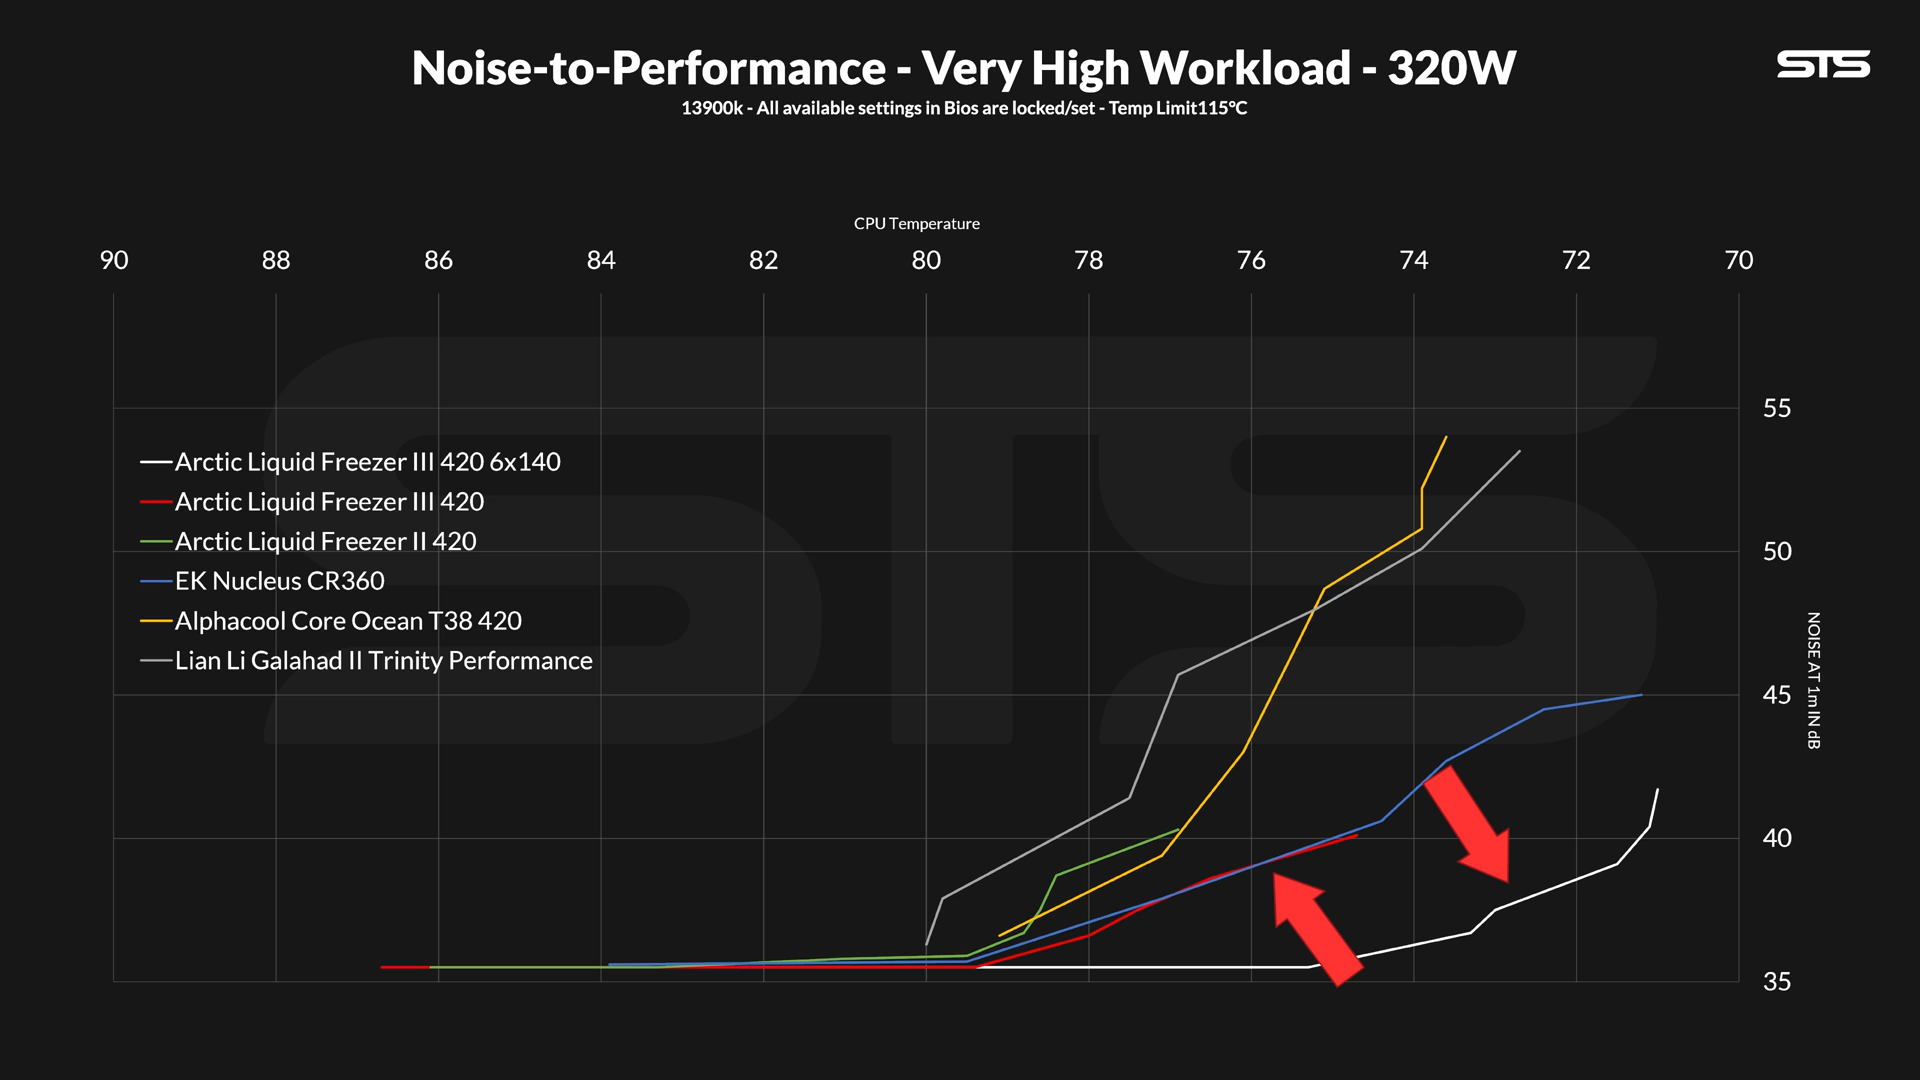 Noise-to-Performance - Very High Workload - 320W
STS
13900k - All available settings in Bios are locked/set - Temp Limit115°C
CPU Temperature
90 88 86 84 82 80 78 76 74 72 70
55
Arctic Liquid Freezer III 420 6x140
Arctic Liquid Freezer III 420
Arctic Liquid Freezer II 420
50
EK Nucleus CR360
Alphacool Core Ocean T38 420
Lian Li Galahad II Trinity Performance
NOISE AT 1m IN dB
45
40
35
STS